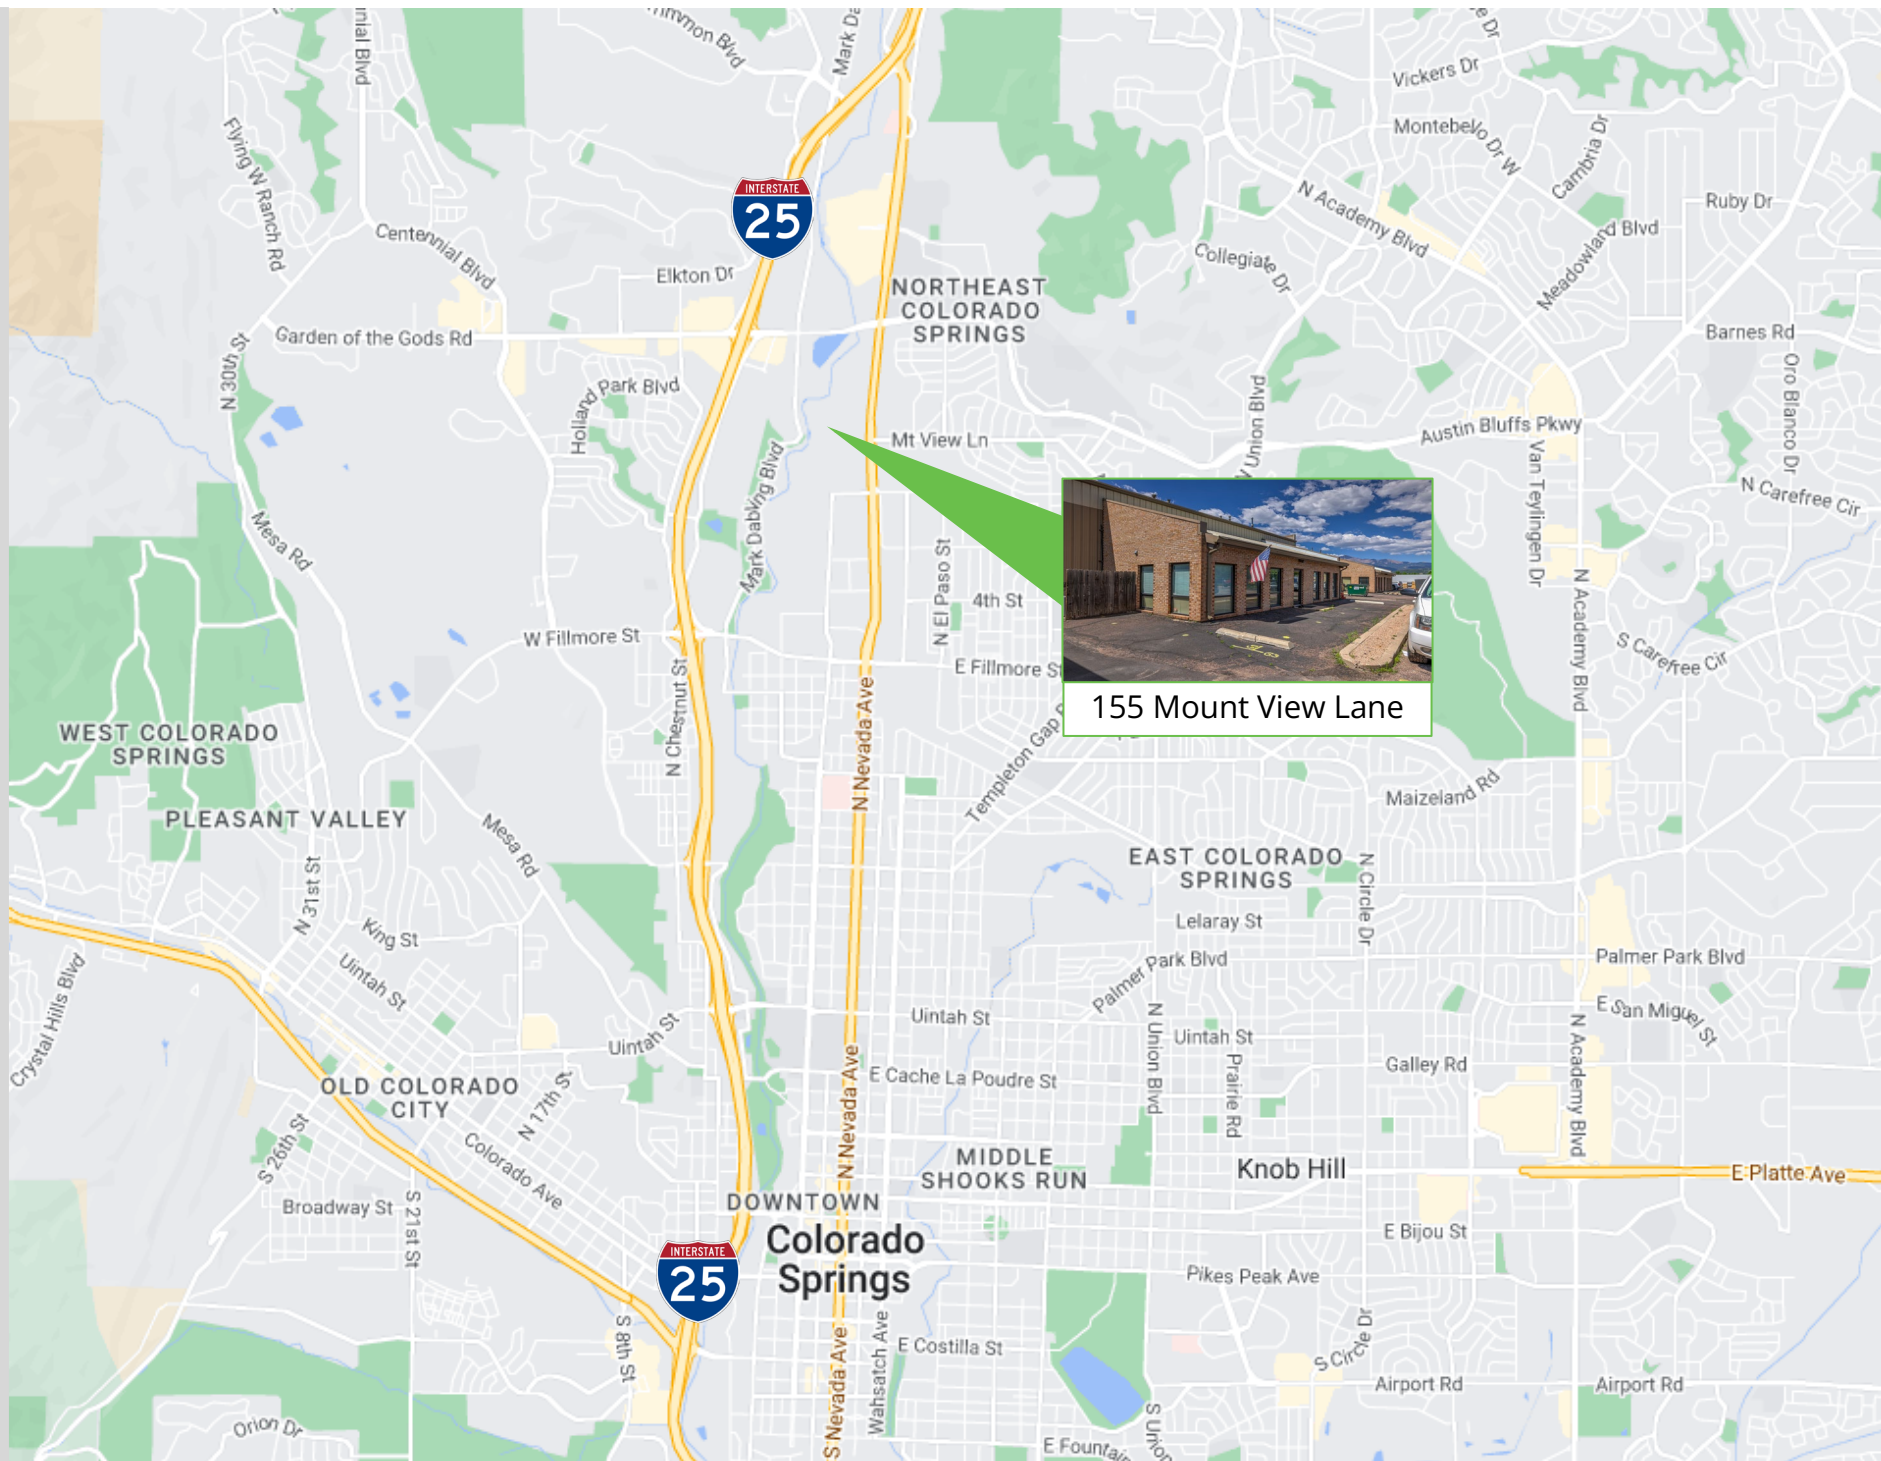 Mark Da
Vickers Dr
Montebello Dr W
Cambria Dr
Flying W Ranch Rd
INTERSTATE
25
N Academy Blvd
Ruby Dr
Meadowland Blvd
Centennial Blvd
Elkton Dr
Collegiate Dr
NORTHEAST
COLORADO
SPRINGS
Garden of the Gods Rd
Barnes Rd
N 30th St
Holland Park Blvd
Oro Blanco Dr
N Union Blvd
Mt View Ln
Austin Bluffs Pkwy
Van Teylingen Dr
N Carefree Cir
Mark Dabling Blvd
Mesa Rd
N El Paso St
4th St
N Academy Blvd
W Fillmore St
E Fillmore St
S Carefree Cir
N Chestnut St
N Nevada Ave
155 Mount View Lane
WEST COLORADO
SPRINGS
Templeton Gap
Maizeland Rd
PLEASANT VALLEY
Mesa Rd
EAST COLORADO
SPRINGS
N Circle Dr
N 31st St
King St
Lelaray St
Uintah St
Palmer Park Blvd
Palmer Park Blvd
Crystal Hills Blvd
E San Miguel St
Uintah St
N Union Blvd
Uintah St
Uintah St
Prairie Rd
Galley Rd
N Academy Blvd
E Cache La Poudre St
N Nevada Ave
OLD COLORADO
CITY
N 17th St
S 26th St
Colorado Ave
MIDDLE
SHOOKS RUN
Knob Hill
E Platte Ave
Broadway St
S 21st St
DOWNTOWN
Colorado
Springs
E Bijou St
INTERSTATE
25
Pikes Peak Ave
S 8th St
S Nevada Ave
Wahsatch Ave
E Costilla St
S Circle Dr
Airport Rd
Airport Rd
Orion Dr
S Union
E Fountain